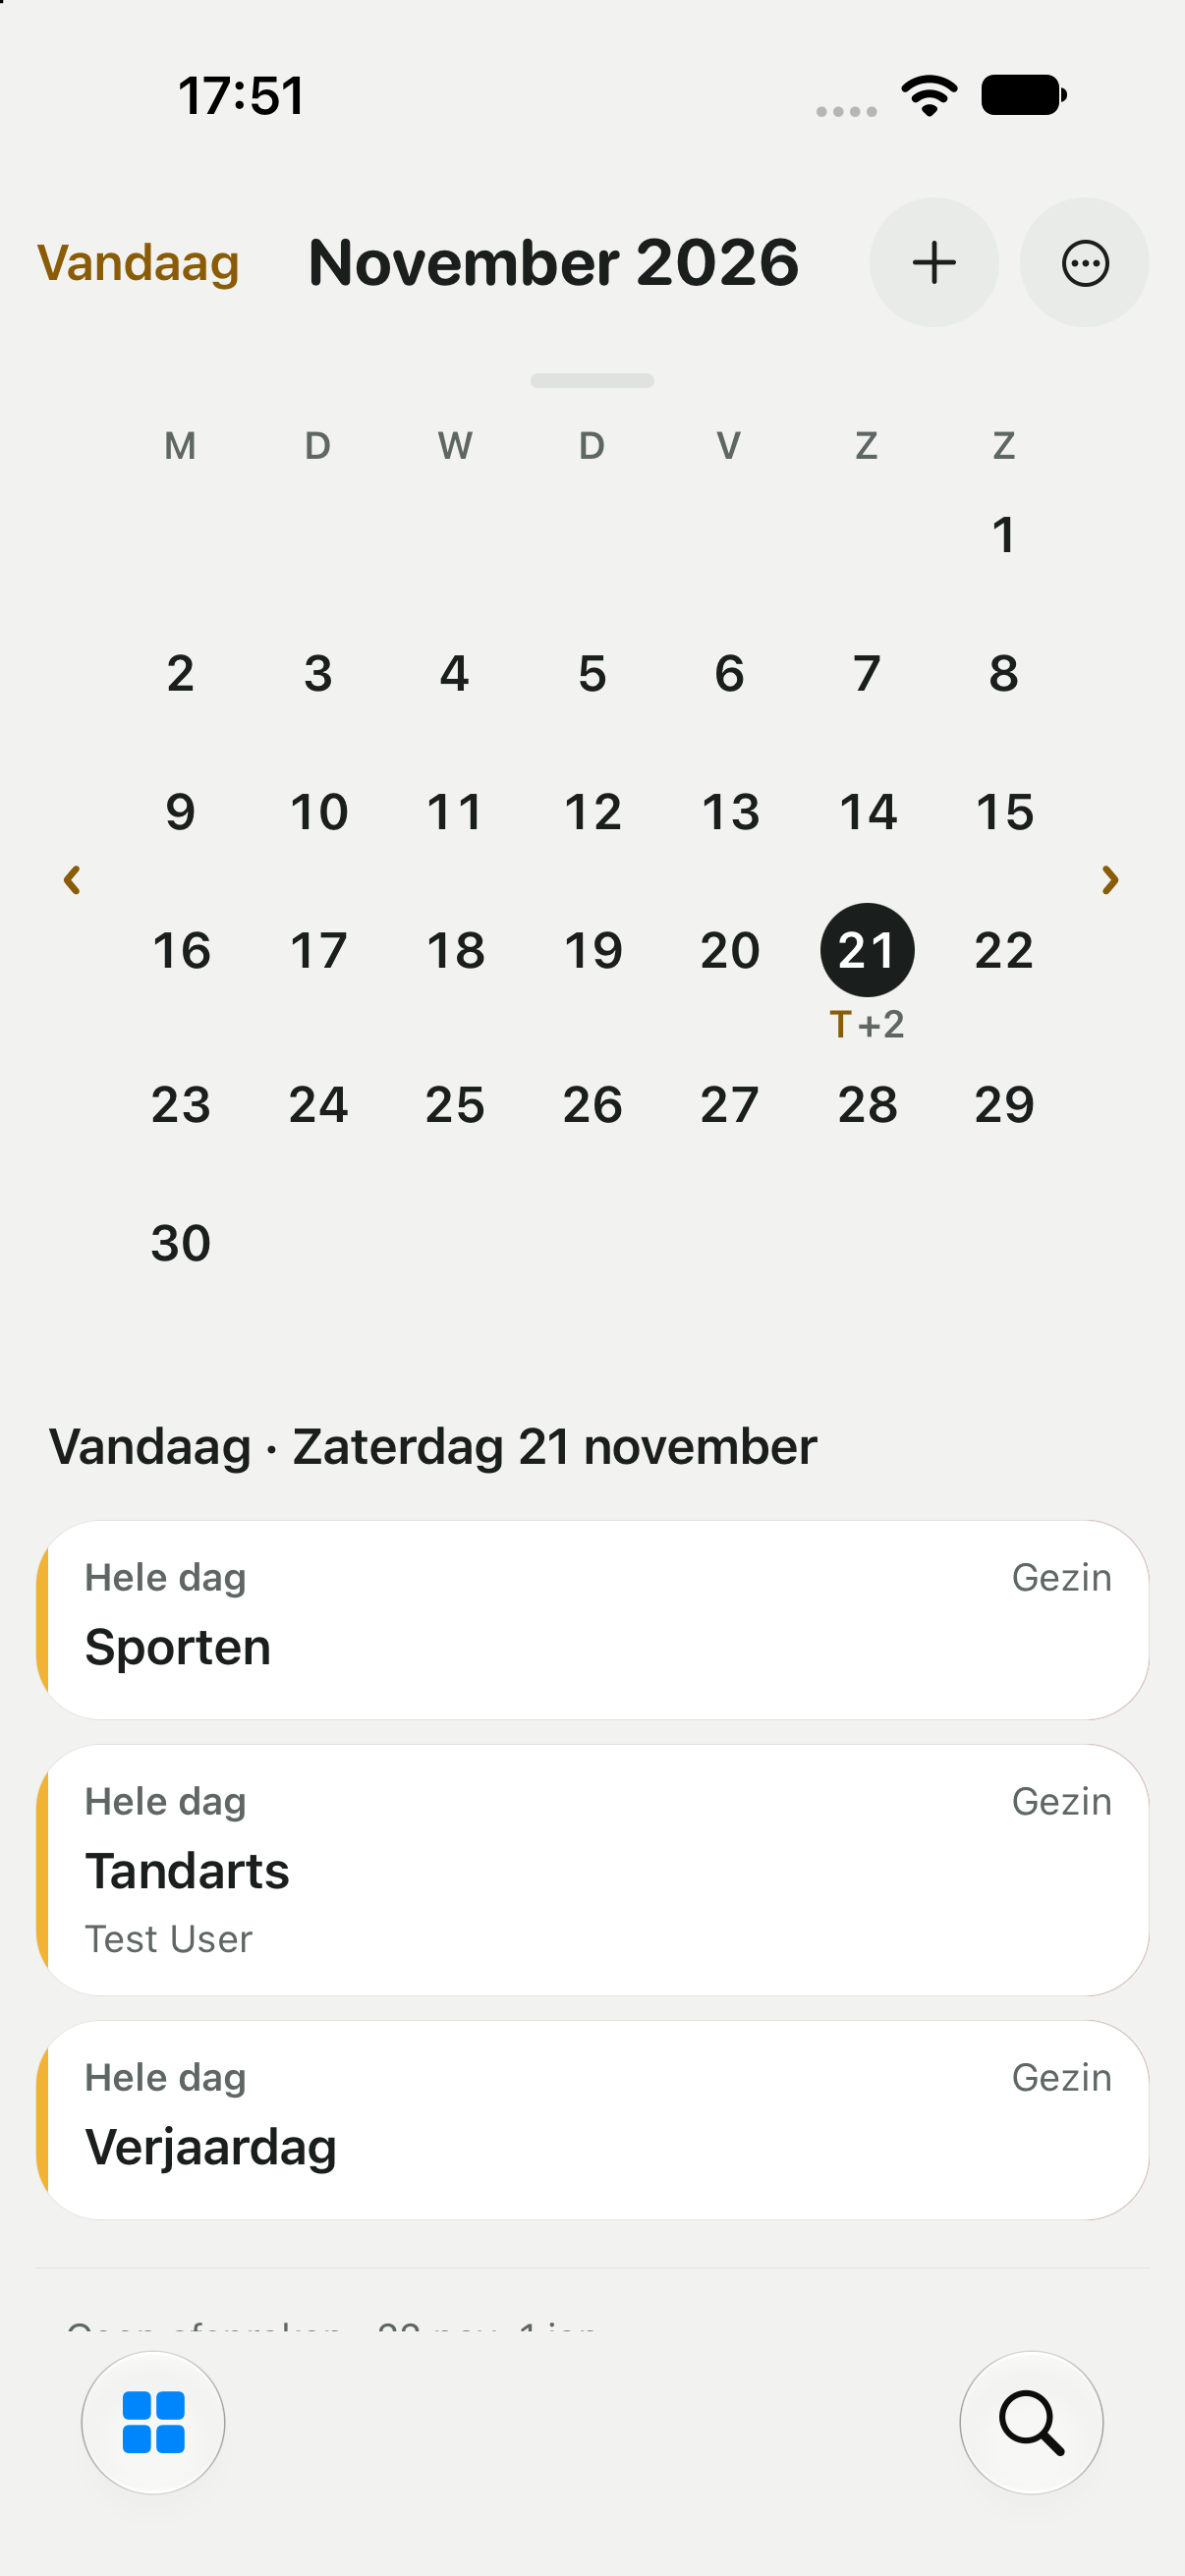 17:51
Vandaag November 2026
M D W D V Z Z
1
2 3 4 5 6 7 8
9 10 11 12 13 14 15
16 17 18 19 20 21 22
T +2
23 24 25 26 27 28 29
30
Vandaag · Zaterdag 21 november
Hele dag Gezin
Sporten
Hele dag Gezin
Tandarts
Test User
Hele dag Gezin
Verjaardag